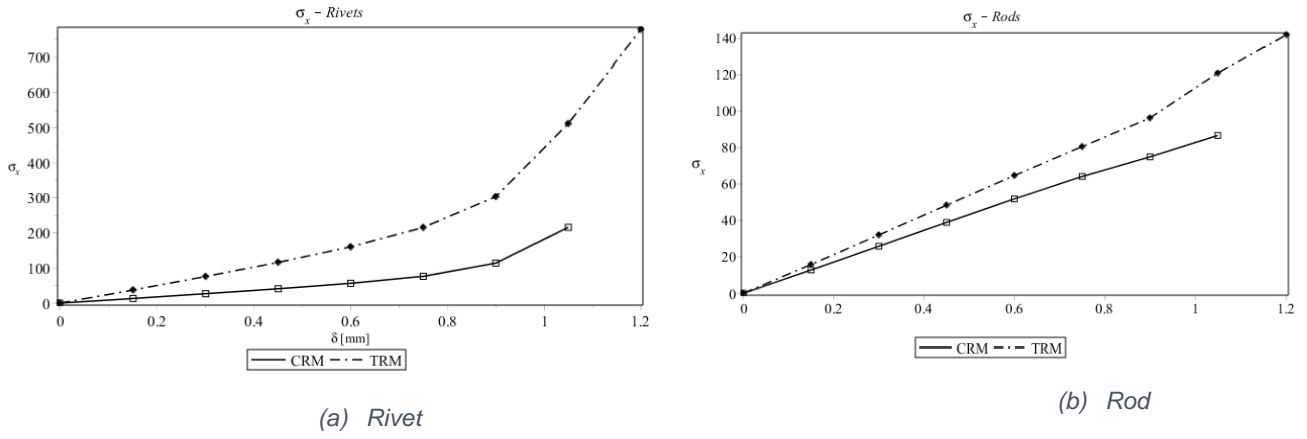 σx – Rivets
700
600
500
400
300
200
100
0
σx
0 0.2 0.4 0.6 0.8 1 1.2
δ [mm]
CRM TRM
(a) Rivet
σx – Rods
140
120
100
80
60
40
20
0
σx
0 0.2 0.4 0.6 0.8 1 1.2
CRM TRM
(b) Rod